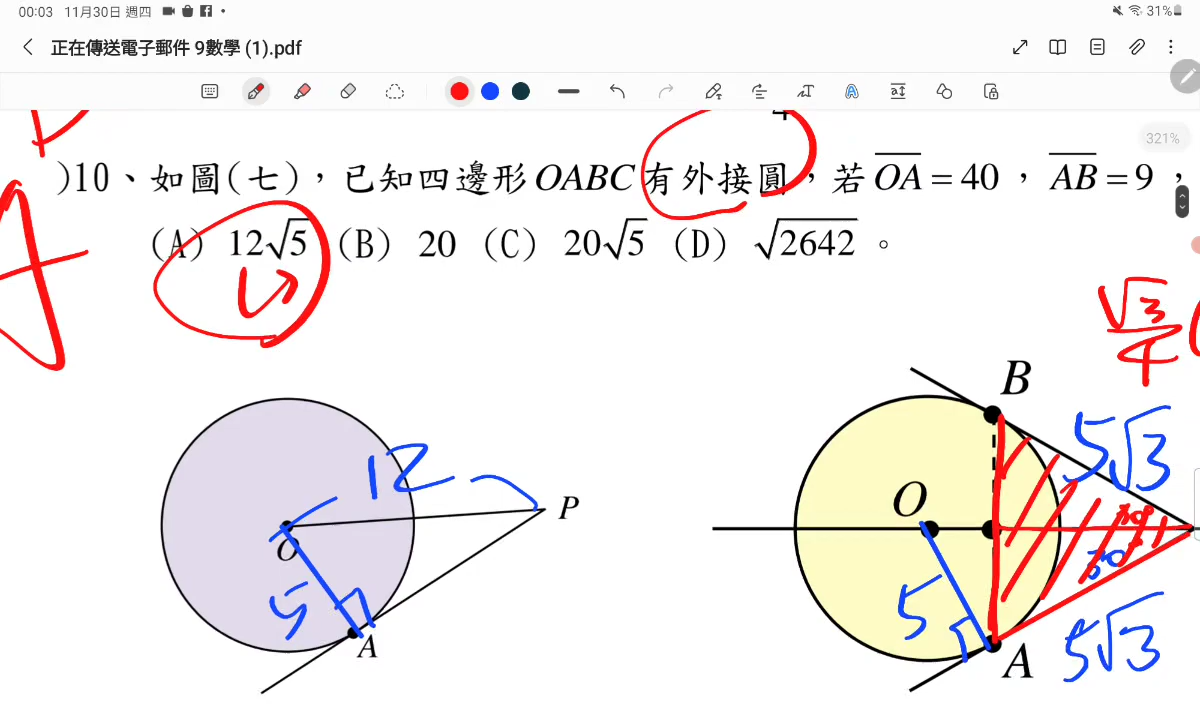 00:03 11月30日 週四 31%
正在傳送電子郵件 9數學 (1).pdf
321%
)10、如圖(七)，已知四邊形OABC有外接圓，若OA = 40，AB = 9，
(A) 12√5 (B) 20 (C) 20√5 (D) √2642。
√3
4
B
5√3
12
P
O
O
30°
5
5
A
A
5√3